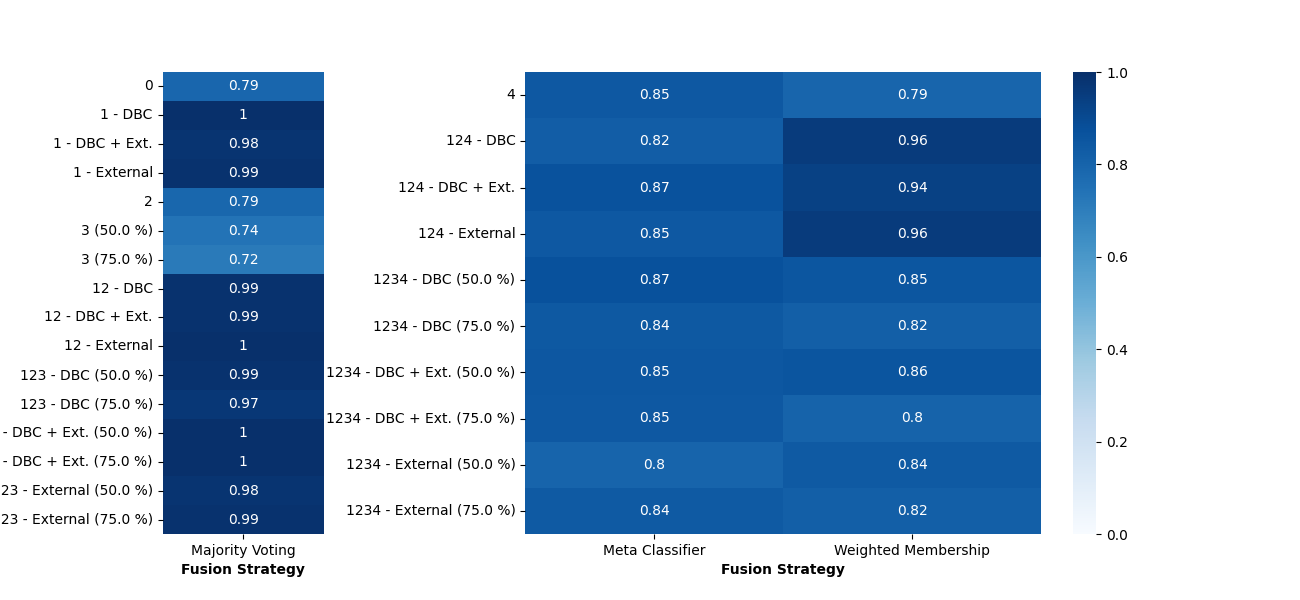 0 0.79
1 - DBC 1
1 - DBC + Ext. 0.98
1 - External 0.99
2 0.79
3 (50.0 %) 0.74
3 (75.0 %) 0.72
12 - DBC 0.99
12 - DBC + Ext. 0.99
12 - External 1
123 - DBC (50.0 %) 0.99
123 - DBC (75.0 %) 0.97
- DBC + Ext. (50.0 %) 1
- DBC + Ext. (75.0 %) 1
23 - External (50.0 %) 0.98
23 - External (75.0 %) 0.99
Majority Voting
Fusion Strategy
4 0.85 0.79
124 - DBC 0.82 0.96
124 - DBC + Ext. 0.87 0.94
124 - External 0.85 0.96
1234 - DBC (50.0 %) 0.87 0.85
1234 - DBC (75.0 %) 0.84 0.82
1234 - DBC + Ext. (50.0 %) 0.85 0.86
1234 - DBC + Ext. (75.0 %) 0.85 0.8
1234 - External (50.0 %) 0.8 0.84
1234 - External (75.0 %) 0.84 0.82
Meta Classifier Weighted Membership
Fusion Strategy
1.0
0.8
0.6
0.4
0.2
0.0